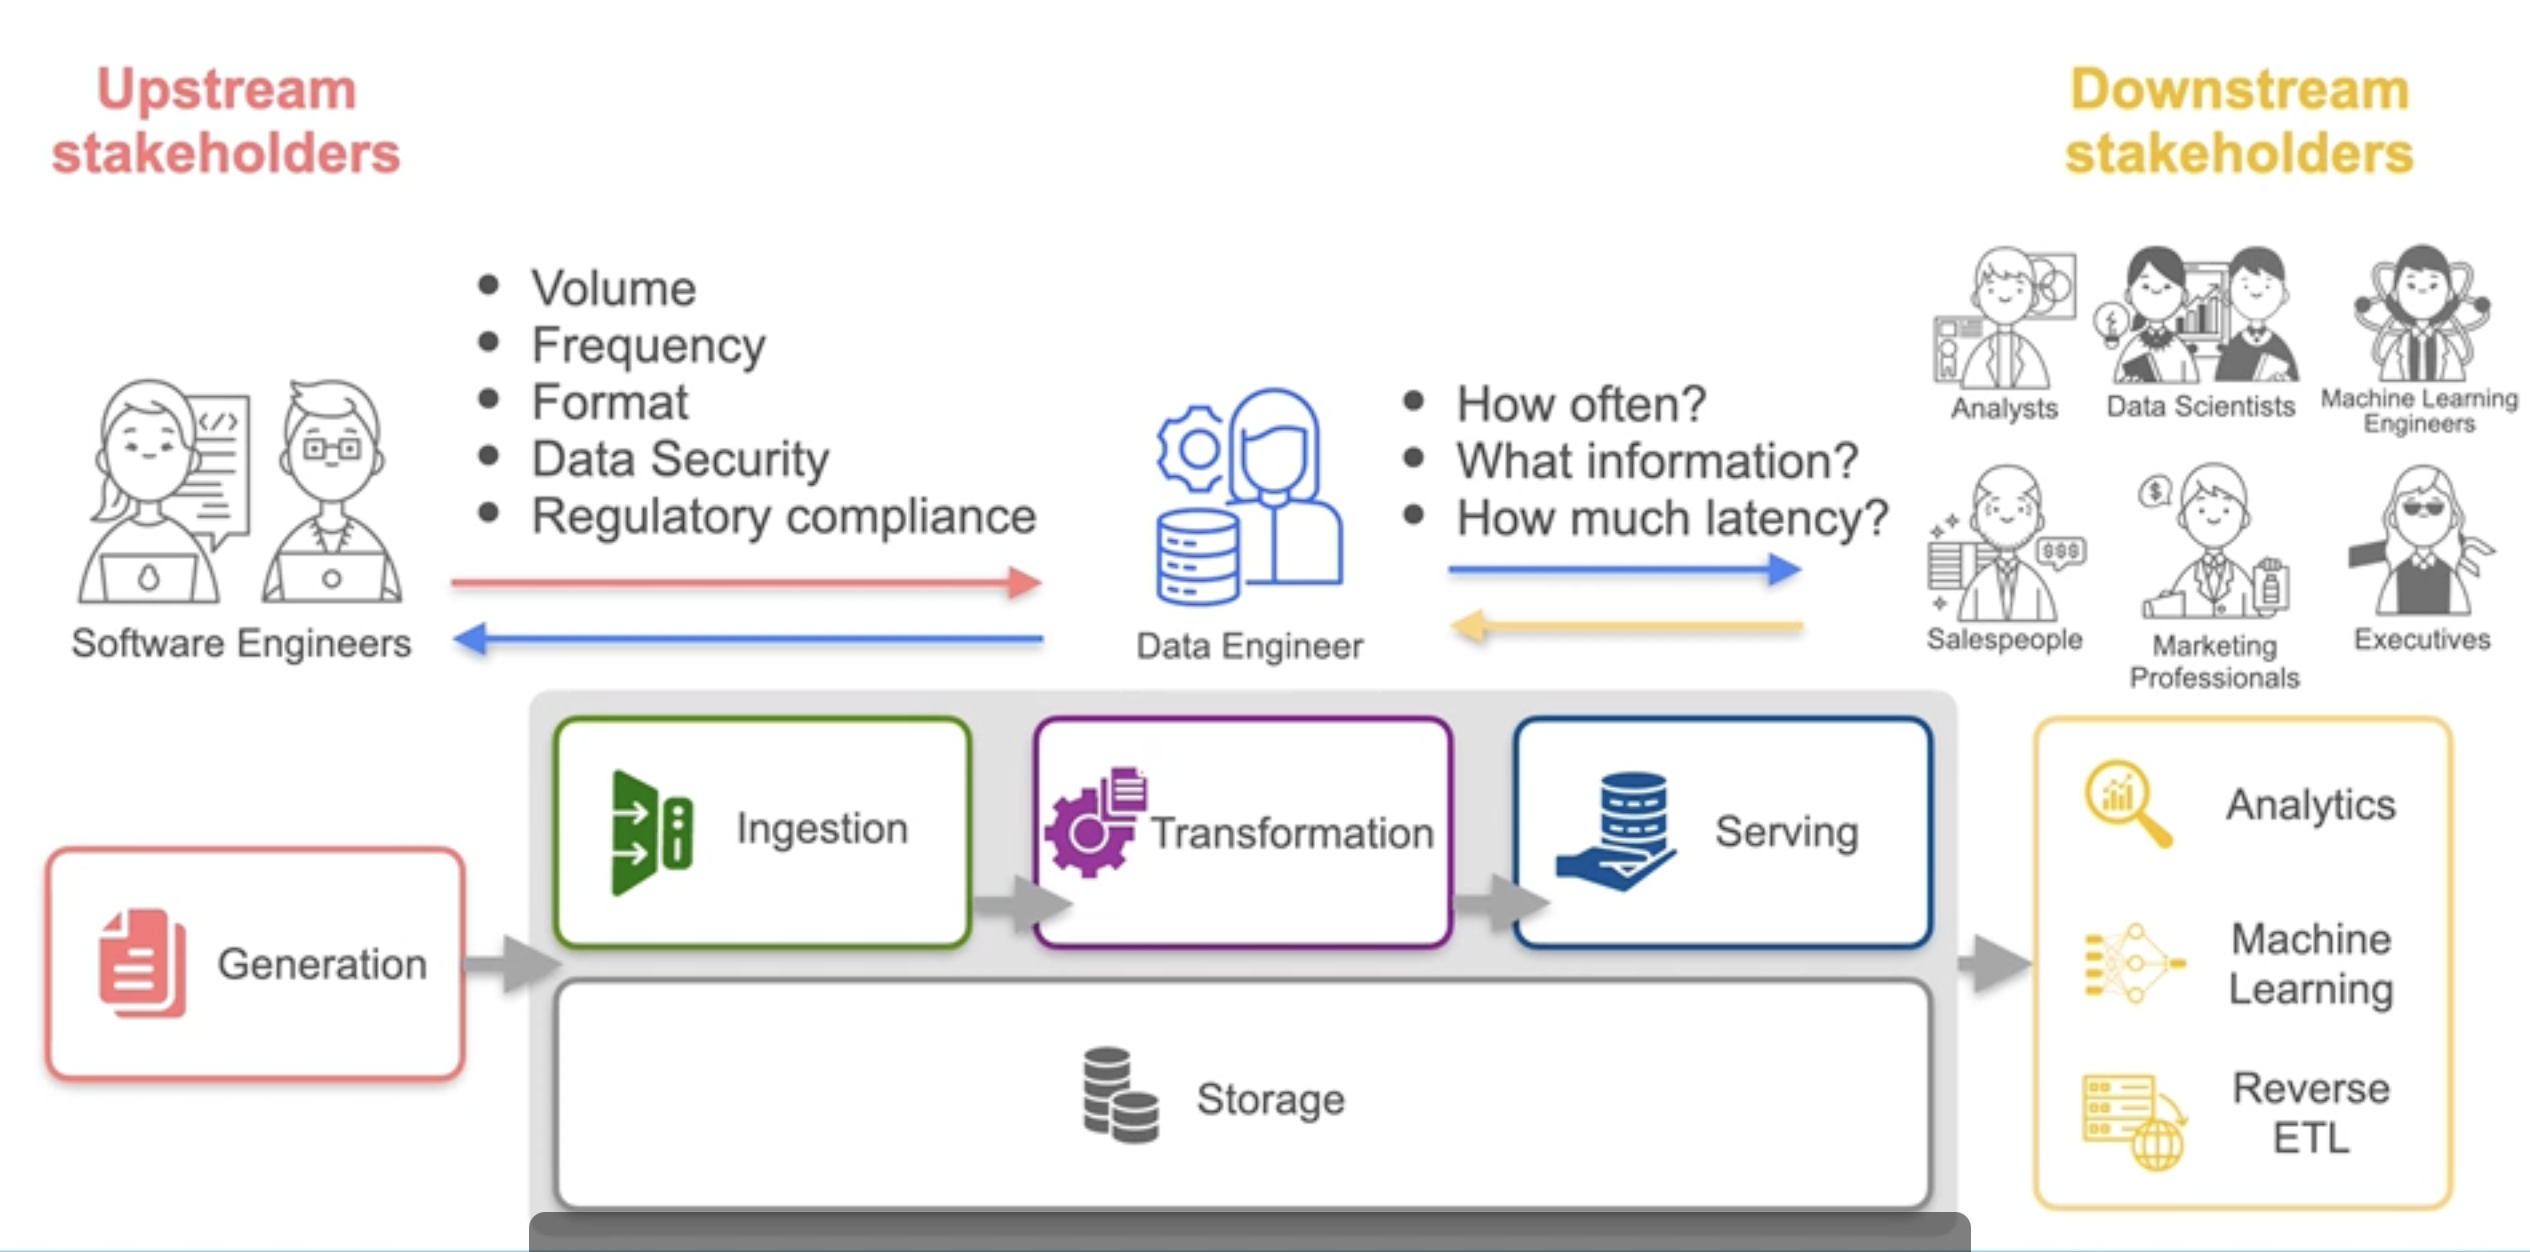 Upstream
stakeholders
Downstream
stakeholders
• Volume
• Frequency
• Format
• Data Security
• Regulatory compliance
</>
Software Engineers
Data Engineer
• How often?
• What information?
• How much latency?
Analysts
Data Scientists
Machine Learning
Engineers
$
$$$
Salespeople
Marketing
Professionals
Executives
Generation
Ingestion
Transformation
Serving
Storage
Analytics
Machine
Learning
Reverse
ETL